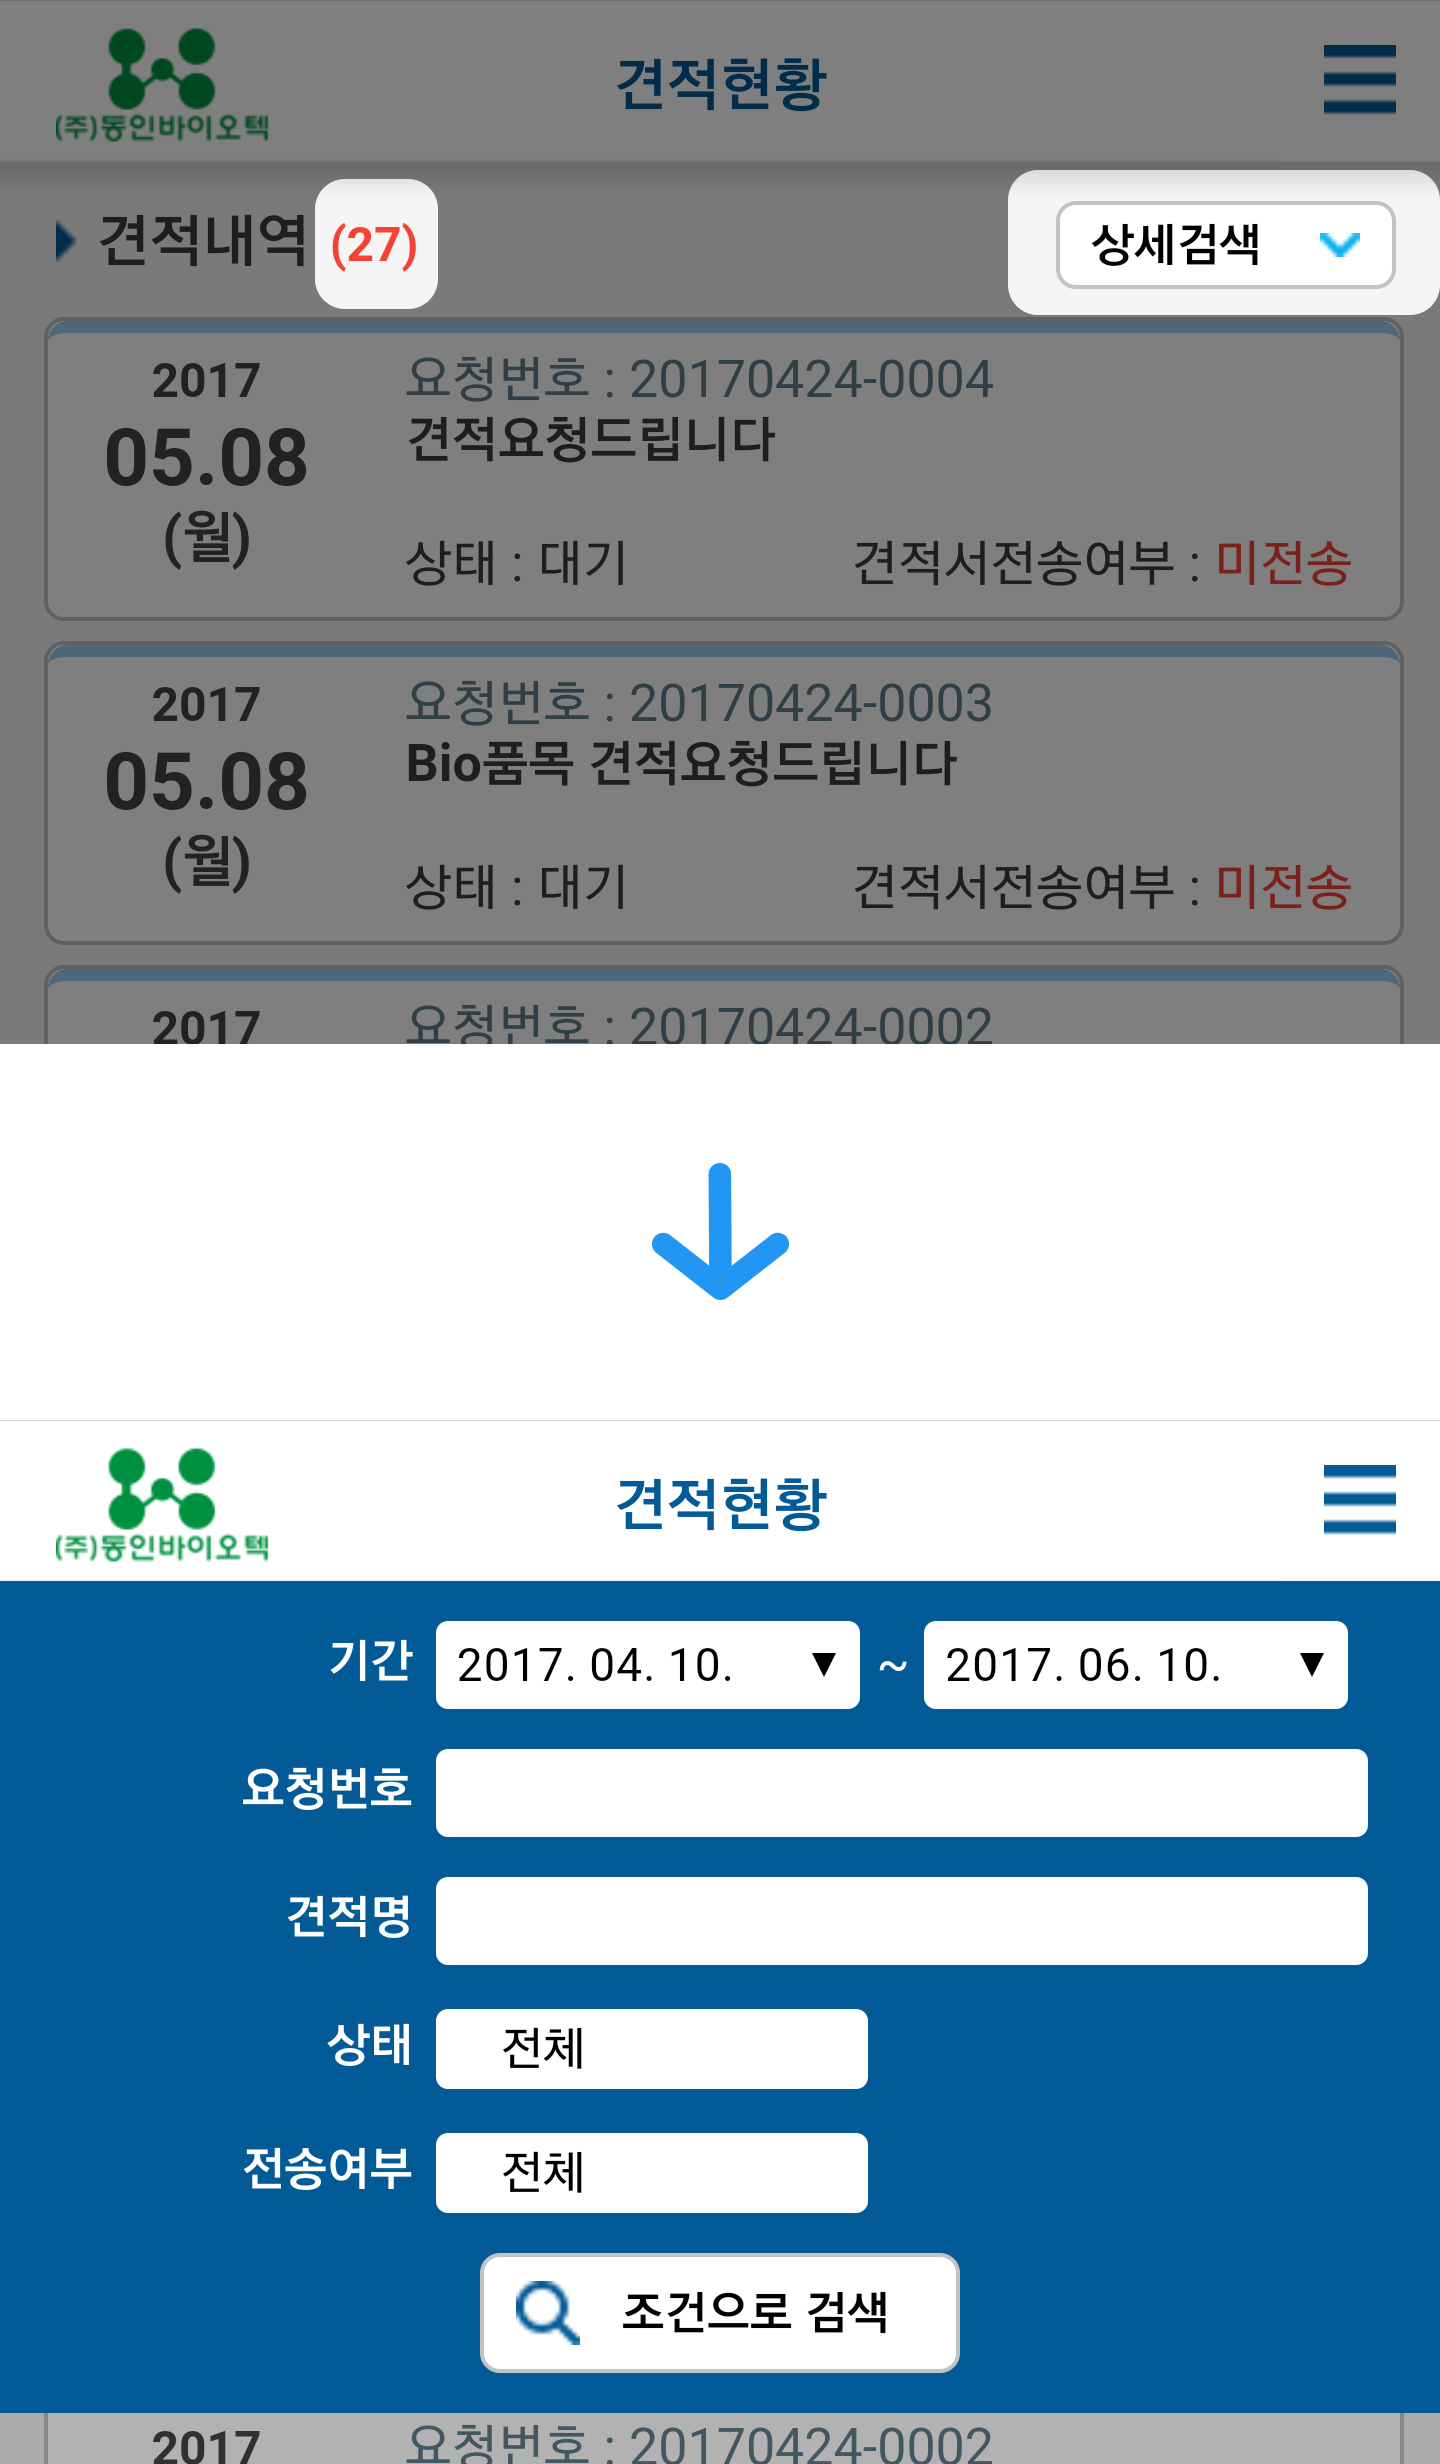 (주)동인바이오텍
견적현황
견적내역 (27)
상세검색
2017
05.08
(월)
요청번호 : 20170424-0004
견적요청드립니다
상태 : 대기
견적서전송여부 : 미전송
2017
05.08
(월)
요청번호 : 20170424-0003
Bio품목 견적요청드립니다
상태 : 대기
견적서전송여부 : 미전송
2017
요청번호 : 20170424-0002
(주)동인바이오텍
견적현황
기간 2017. 04. 10. ▼ ~ 2017. 06. 10. ▼
요청번호
견적명
상태 전체
전송여부 전체
조건으로 검색
2017
요청번호 : 20170424-0002